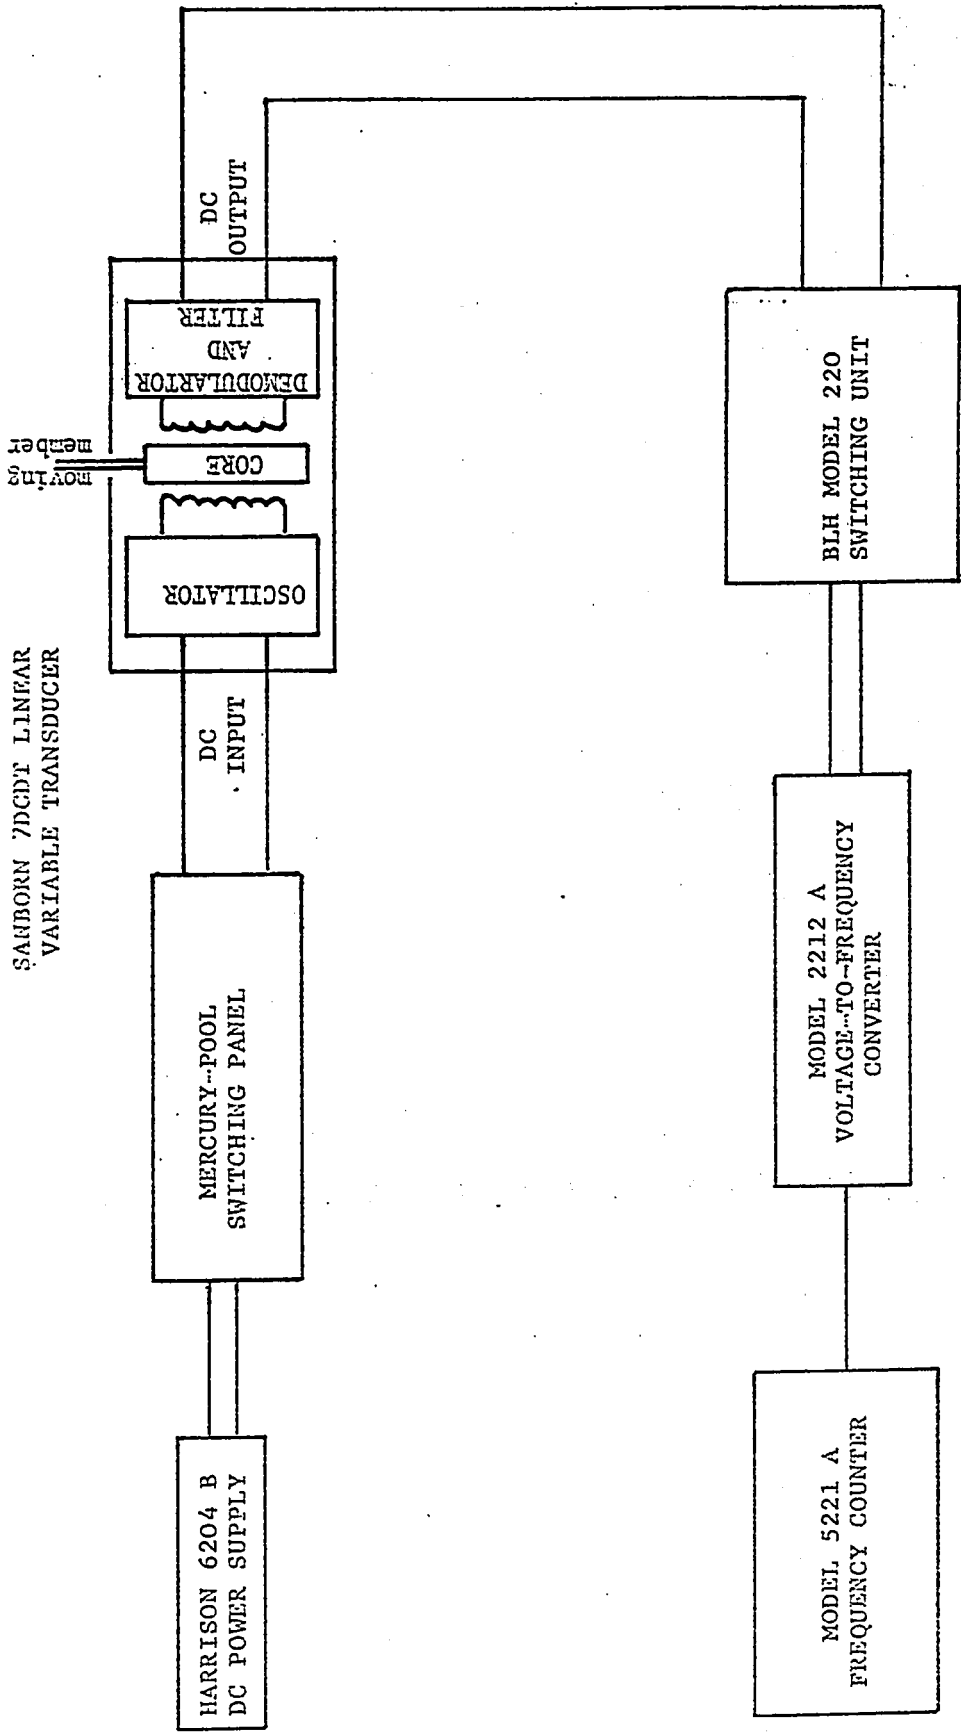 SANBORN 7DCDT LINEAR
VARIABLE TRANSDUCER
HARRISON 6204 B
DC POWER SUPPLY
MERCURY-POOL
SWITCHING PANEL
DC
INPUT
OSCILLATOR
CORE
moving
member
DEMODULARTOR
AND
FILTER
DC
OUTPUT
MODEL 5221 A
FREQUENCY COUNTER
MODEL 2212 A
VOLTAGE-TO-FREQUENCY
CONVERTER
BLH MODEL 220
SWITCHING UNIT